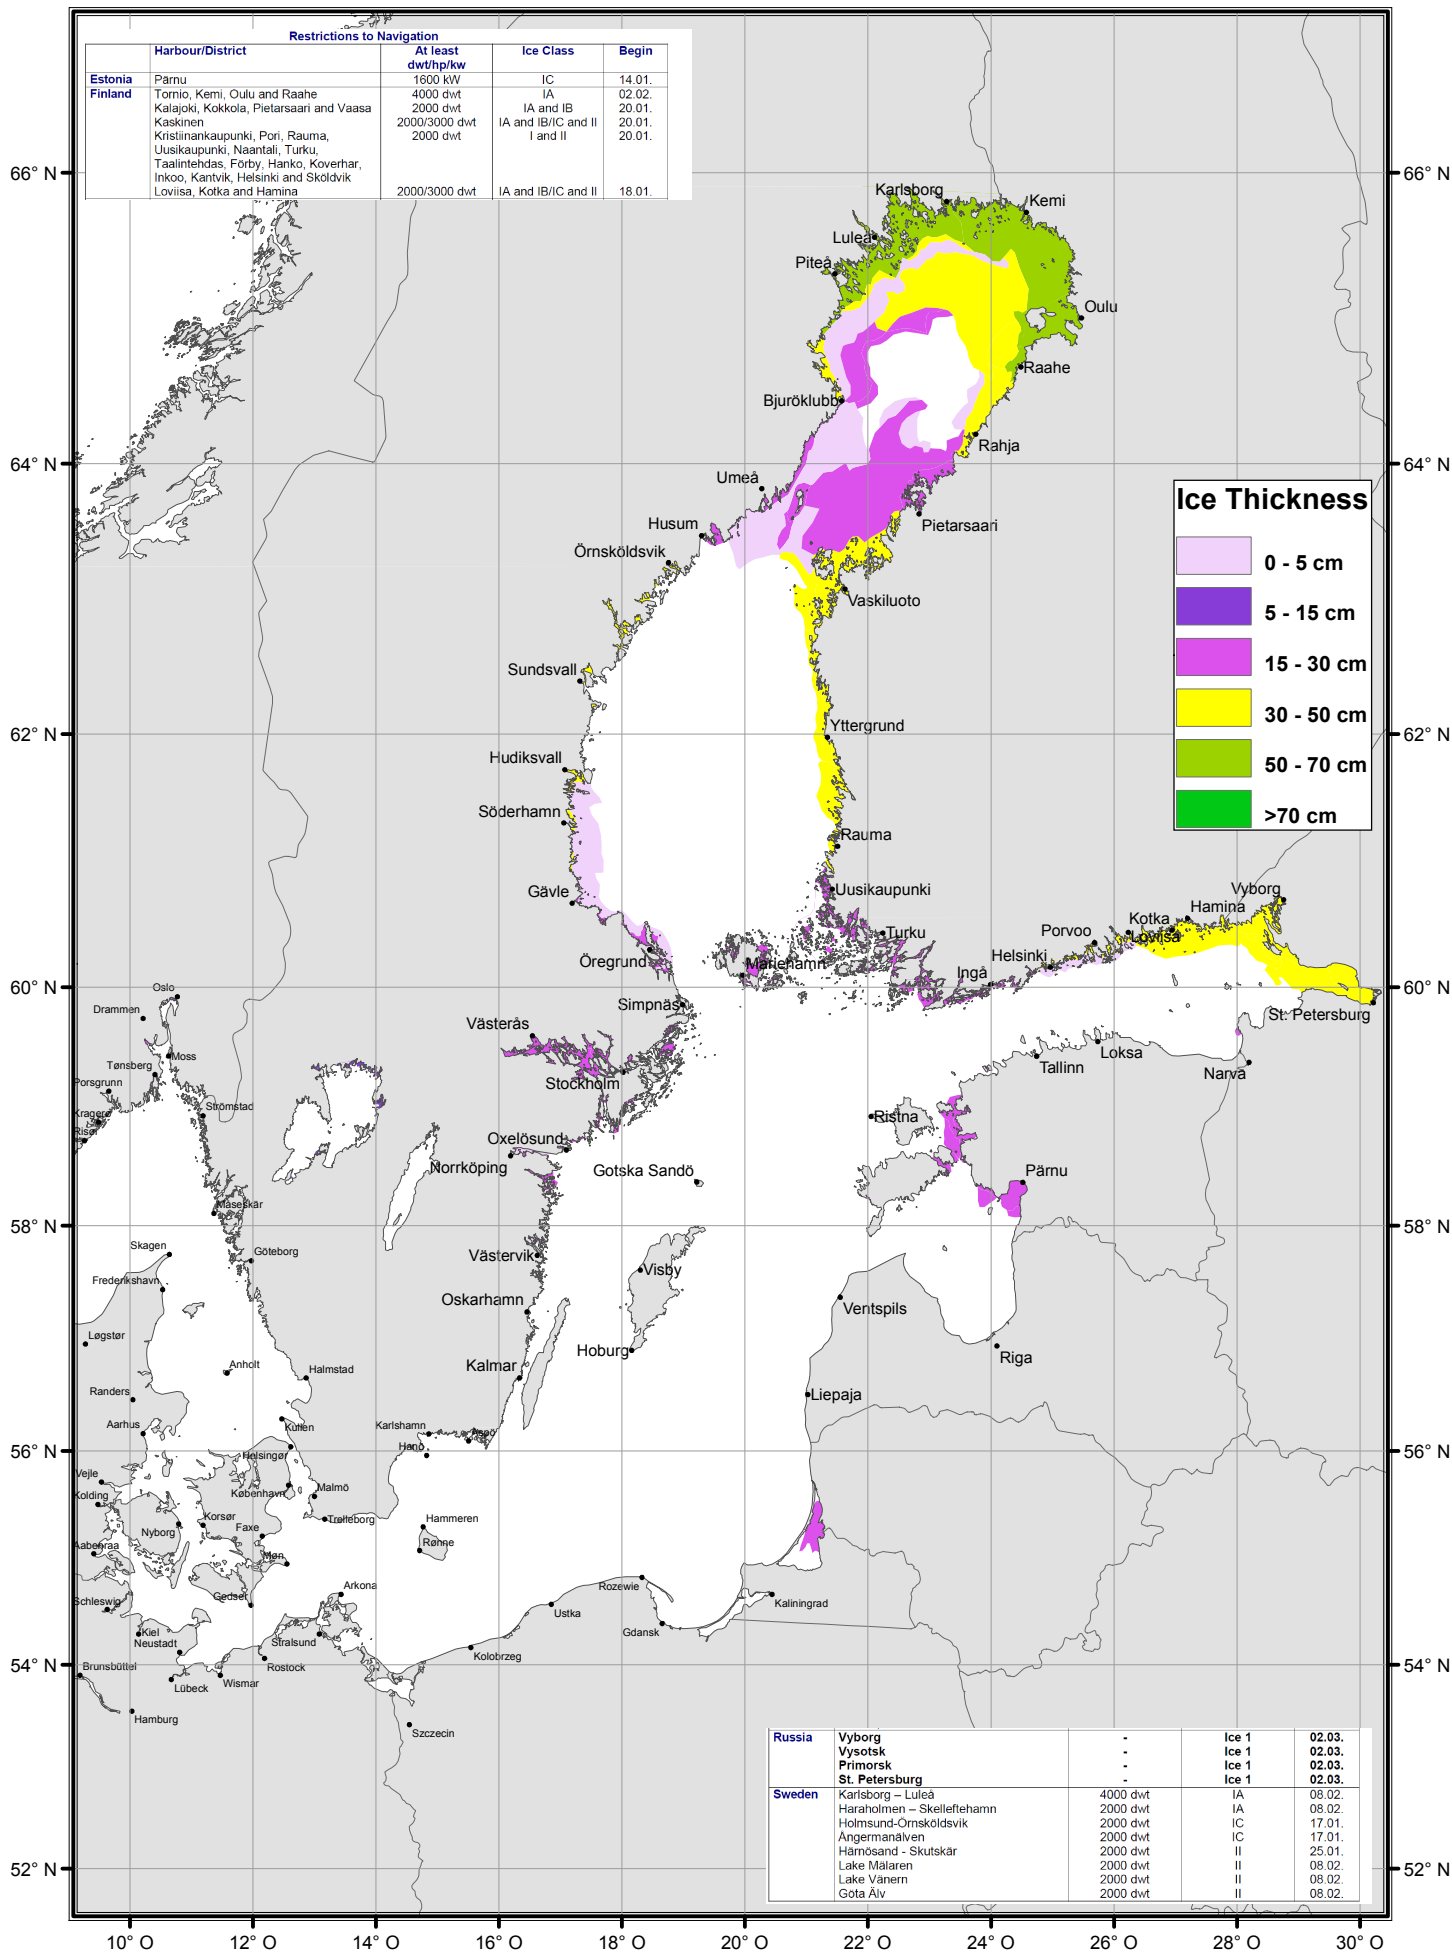 Restrictions to Navigation
Harbour/District At least dwt/hp/kw Ice Class Begin
Estonia Pärnu 1600 kW IC 14.01.
Finland Tornio, Kemi, Oulu and Raahe 4000 dwt IA 02.02.
Kalajoki, Kokkola, Pietarsaari and Vaasa 2000 dwt IA and IB 20.01.
Kaskinen 2000/3000 dwt IA and IB/IC and II 20.01.
Kristiinankaupunki, Pori, Rauma, 2000 dwt I and II 20.01.
Uusikaupunki, Naantali, Turku,
Taalintehdas, Förby, Hanko, Koverhar,
Inkoo, Kantvik, Helsinki and Sköldvik
Loviisa, Kotka and Hamina 2000/3000 dwt IA and IB/IC and II 18.01.
66° N 66° N
Karlsborg
Kemi
Luleå
Piteå
Oulu
Raahe
Bjuröklubb
Rahja
64° N 64° N
Umeå
Pietarsaari
Husum
Örnsköldsvik
Vaskiluoto
Ice Thickness
0 - 5 cm
5 - 15 cm
15 - 30 cm
30 - 50 cm
50 - 70 cm
>70 cm
Sundsvall
Yttergrund
62° N 62° N
Hudiksvall
Söderhamn
Rauma
Gävle
Uusikaupunki
Vyborg
Hamina
Kotka
Lovisa
Porvoo
Turku
Helsinki
Öregrund
Mariehamn
Ingå
60° N 60° N
Oslo
Simpnäs
St. Petersburg
Drammen
Västerås
Moss
Tønsberg
Loksa
Tallinn
Narva
Porsgrunn
Stockholm
Kragerø
Strömstad
Ristna
Risør
Oxelösund
Norrköping
Gotska Sandö
Pärnu
Måseskär
58° N 58° N
Skagen
Göteborg
Västervik
Visby
Frederikshavn
Oskarhamn
Ventspils
Løgstør
Hoburg
Riga
Anholt
Halmstad
Kalmar
Randers
Liepaja
Aarhus
Kullen
Karlshamn
Aspö
Hanö
56° N 56° N
Helsingør
Vejle
København
Malmö
Kolding
Korsør
Trelleborg
Hammeren
Nyborg
Faxe
Rønne
Aabenraa
Møn
Gedser
Arkona
Rozewie
Kaliningrad
Schleswig
Ustka
Gdansk
Kiel
Neustadt
Stralsund
Kolobrzeg
54° N 54° N
Brunsbüttel
Rostock
Wismar
Lübeck
Hamburg
Szczecin
Russia Vyborg - Ice 1 02.03.
Vysotsk - Ice 1 02.03.
Primorsk - Ice 1 02.03.
St. Petersburg - Ice 1 02.03.
Sweden Karlsborg – Luleå 4000 dwt IA 08.02.
Haraholmen – Skelleftehamn 2000 dwt IA 08.02.
Holmsund-Örnsköldsvik 2000 dwt IC 17.01.
Ångermanälven 2000 dwt IC 17.01.
Härnösand - Skutskär 2000 dwt II 25.01.
Lake Mälaren 2000 dwt II 08.02.
Lake Vänern 2000 dwt II 08.02.
Göta Älv 2000 dwt II 08.02.
52° N 52° N
10° O 12° O 14° O 16° O 18° O 20° O 22° O 24° O 26° O 28° O 30° O